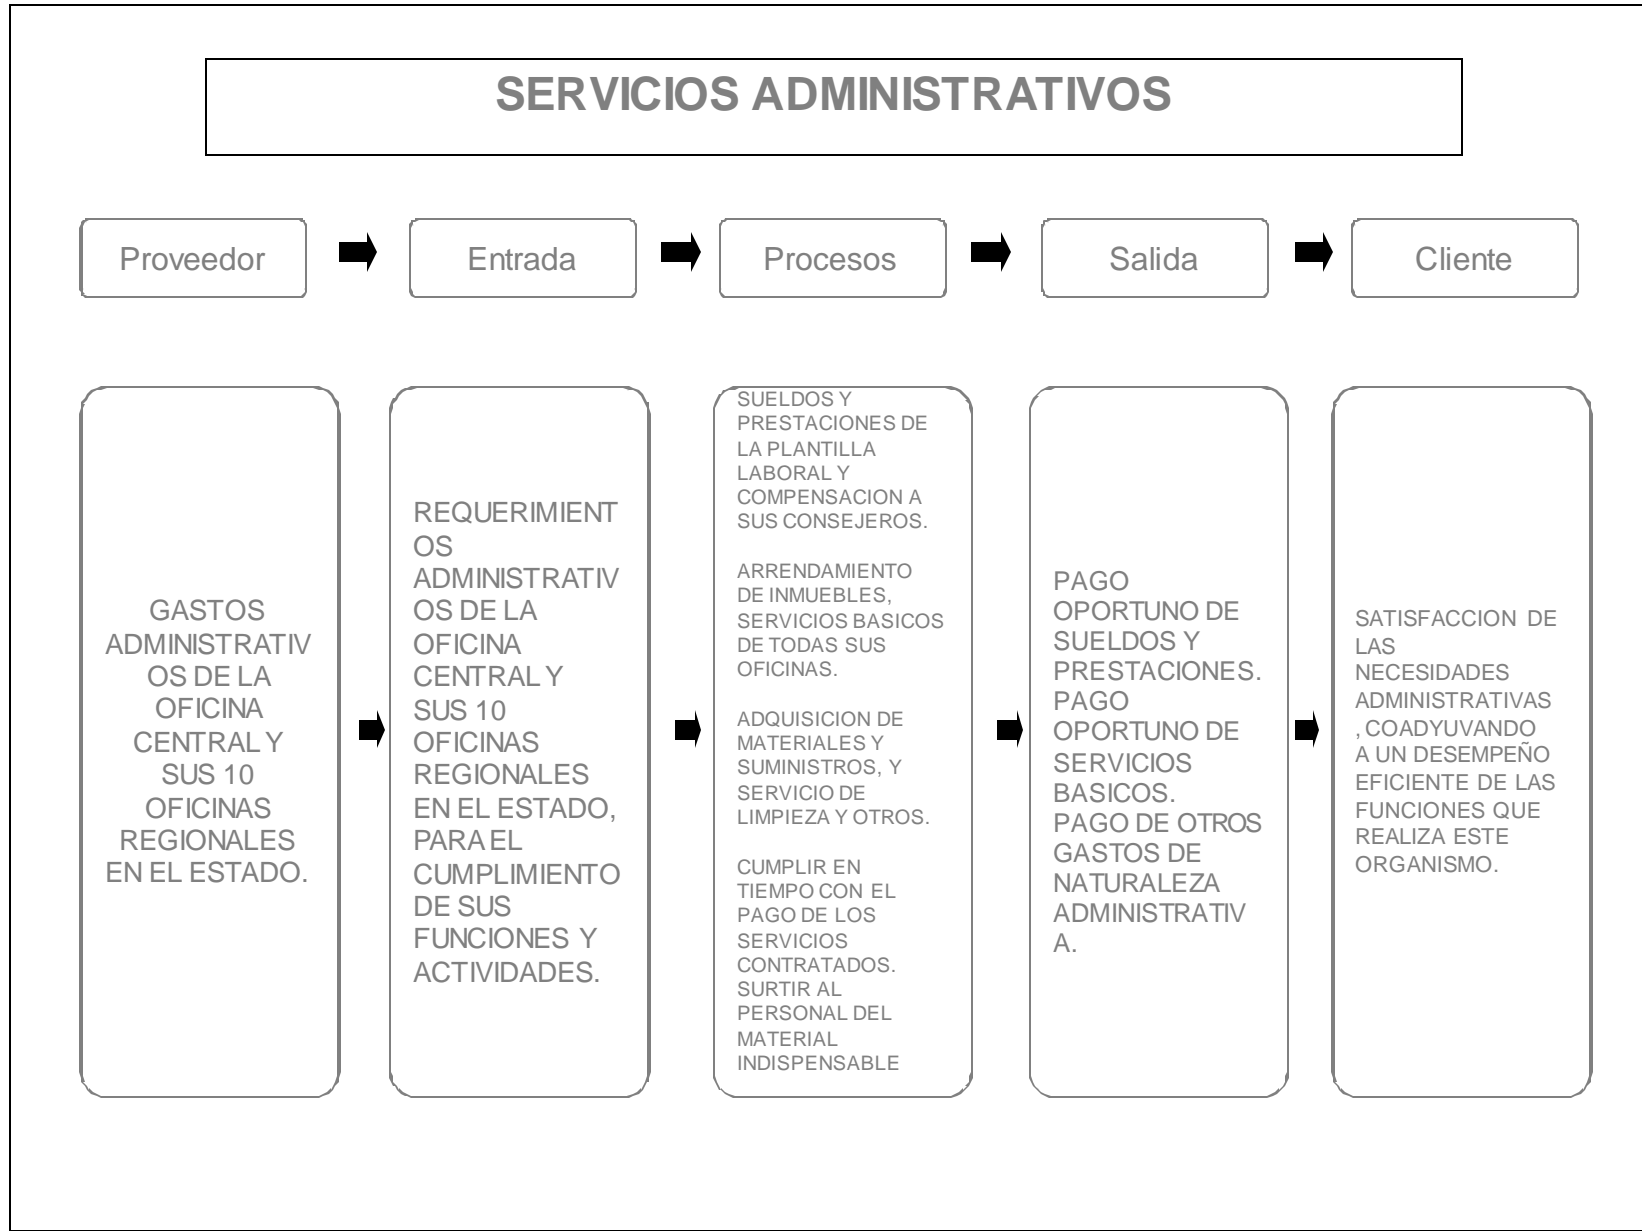 SERVICIOS ADMINISTRATIVOS
Proveedor
Entrada
Procesos
Salida
Cliente
GASTOS
ADMINISTRATIV
OS DE LA
OFICINA
CENTRAL Y
SUS 10
OFICINAS
REGIONALES
EN EL ESTADO.
REQUERIMIENT
OS
ADMINISTRATIV
OS DE LA
OFICINA
CENTRAL Y
SUS 10
OFICINAS
REGIONALES
EN EL ESTADO,
PARA EL
CUMPLIMIENTO
DE SUS
FUNCIONES Y
ACTIVIDADES.
SUELDOS Y
PRESTACIONES DE
LA PLANTILLA
LABORAL Y
COMPENSACION A
SUS CONSEJEROS.
ARRENDAMIENTO
DE INMUEBLES,
SERVICIOS BASICOS
DE TODAS SUS
OFICINAS.
ADQUISICION DE
MATERIALES Y
SUMINISTROS, Y
SERVICIO DE
LIMPIEZA Y OTROS.
CUMPLIR EN
TIEMPO CON EL
PAGO DE LOS
SERVICIOS
CONTRATADOS.
SURTIR AL
PERSONAL DEL
MATERIAL
INDISPENSABLE
PAGO
OPORTUNO DE
SUELDOS Y
PRESTACIONES.
PAGO
OPORTUNO DE
SERVICIOS
BASICOS.
PAGO DE OTROS
GASTOS DE
NATURALEZA
ADMINISTRATIV
A.
SATISFACCION DE
LAS
NECESIDADES
ADMINISTRATIVAS
, COADYUVANDO
A UN DESEMPEÑO
EFICIENTE DE LAS
FUNCIONES QUE
REALIZA ESTE
ORGANISMO.